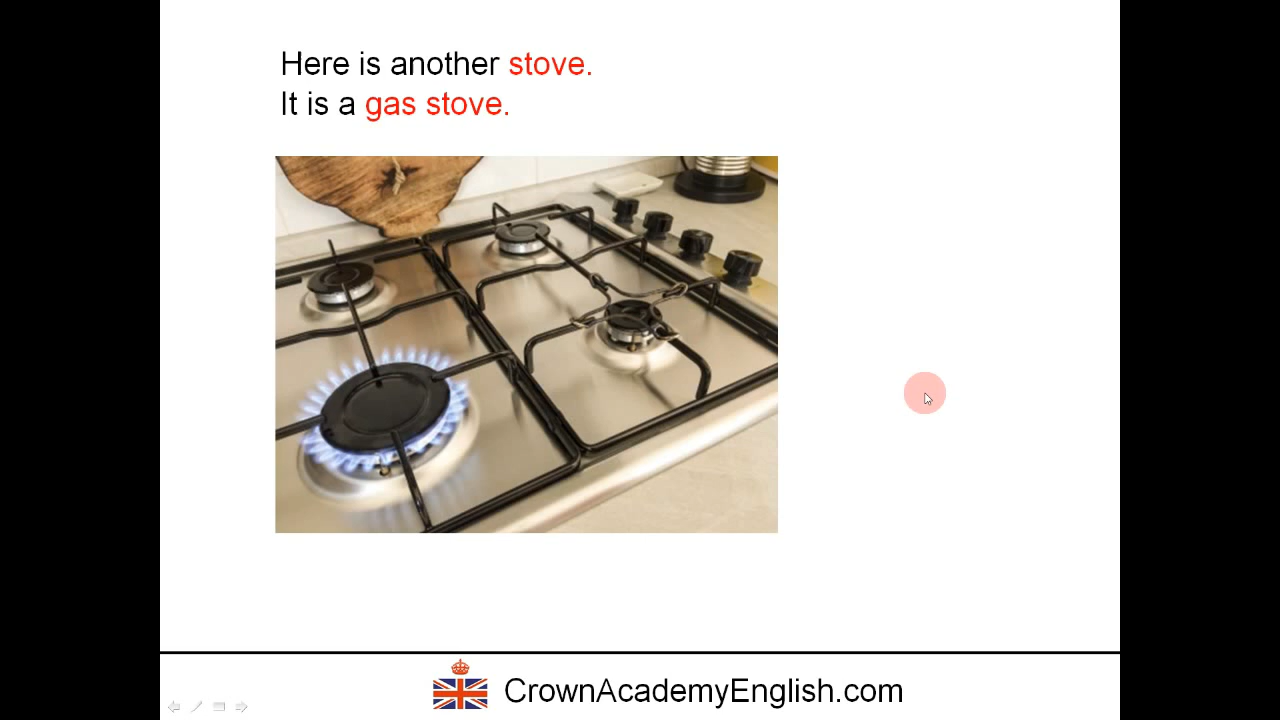 Here is another stove.
It is a gas stove.
CrownAcademyEnglish.com